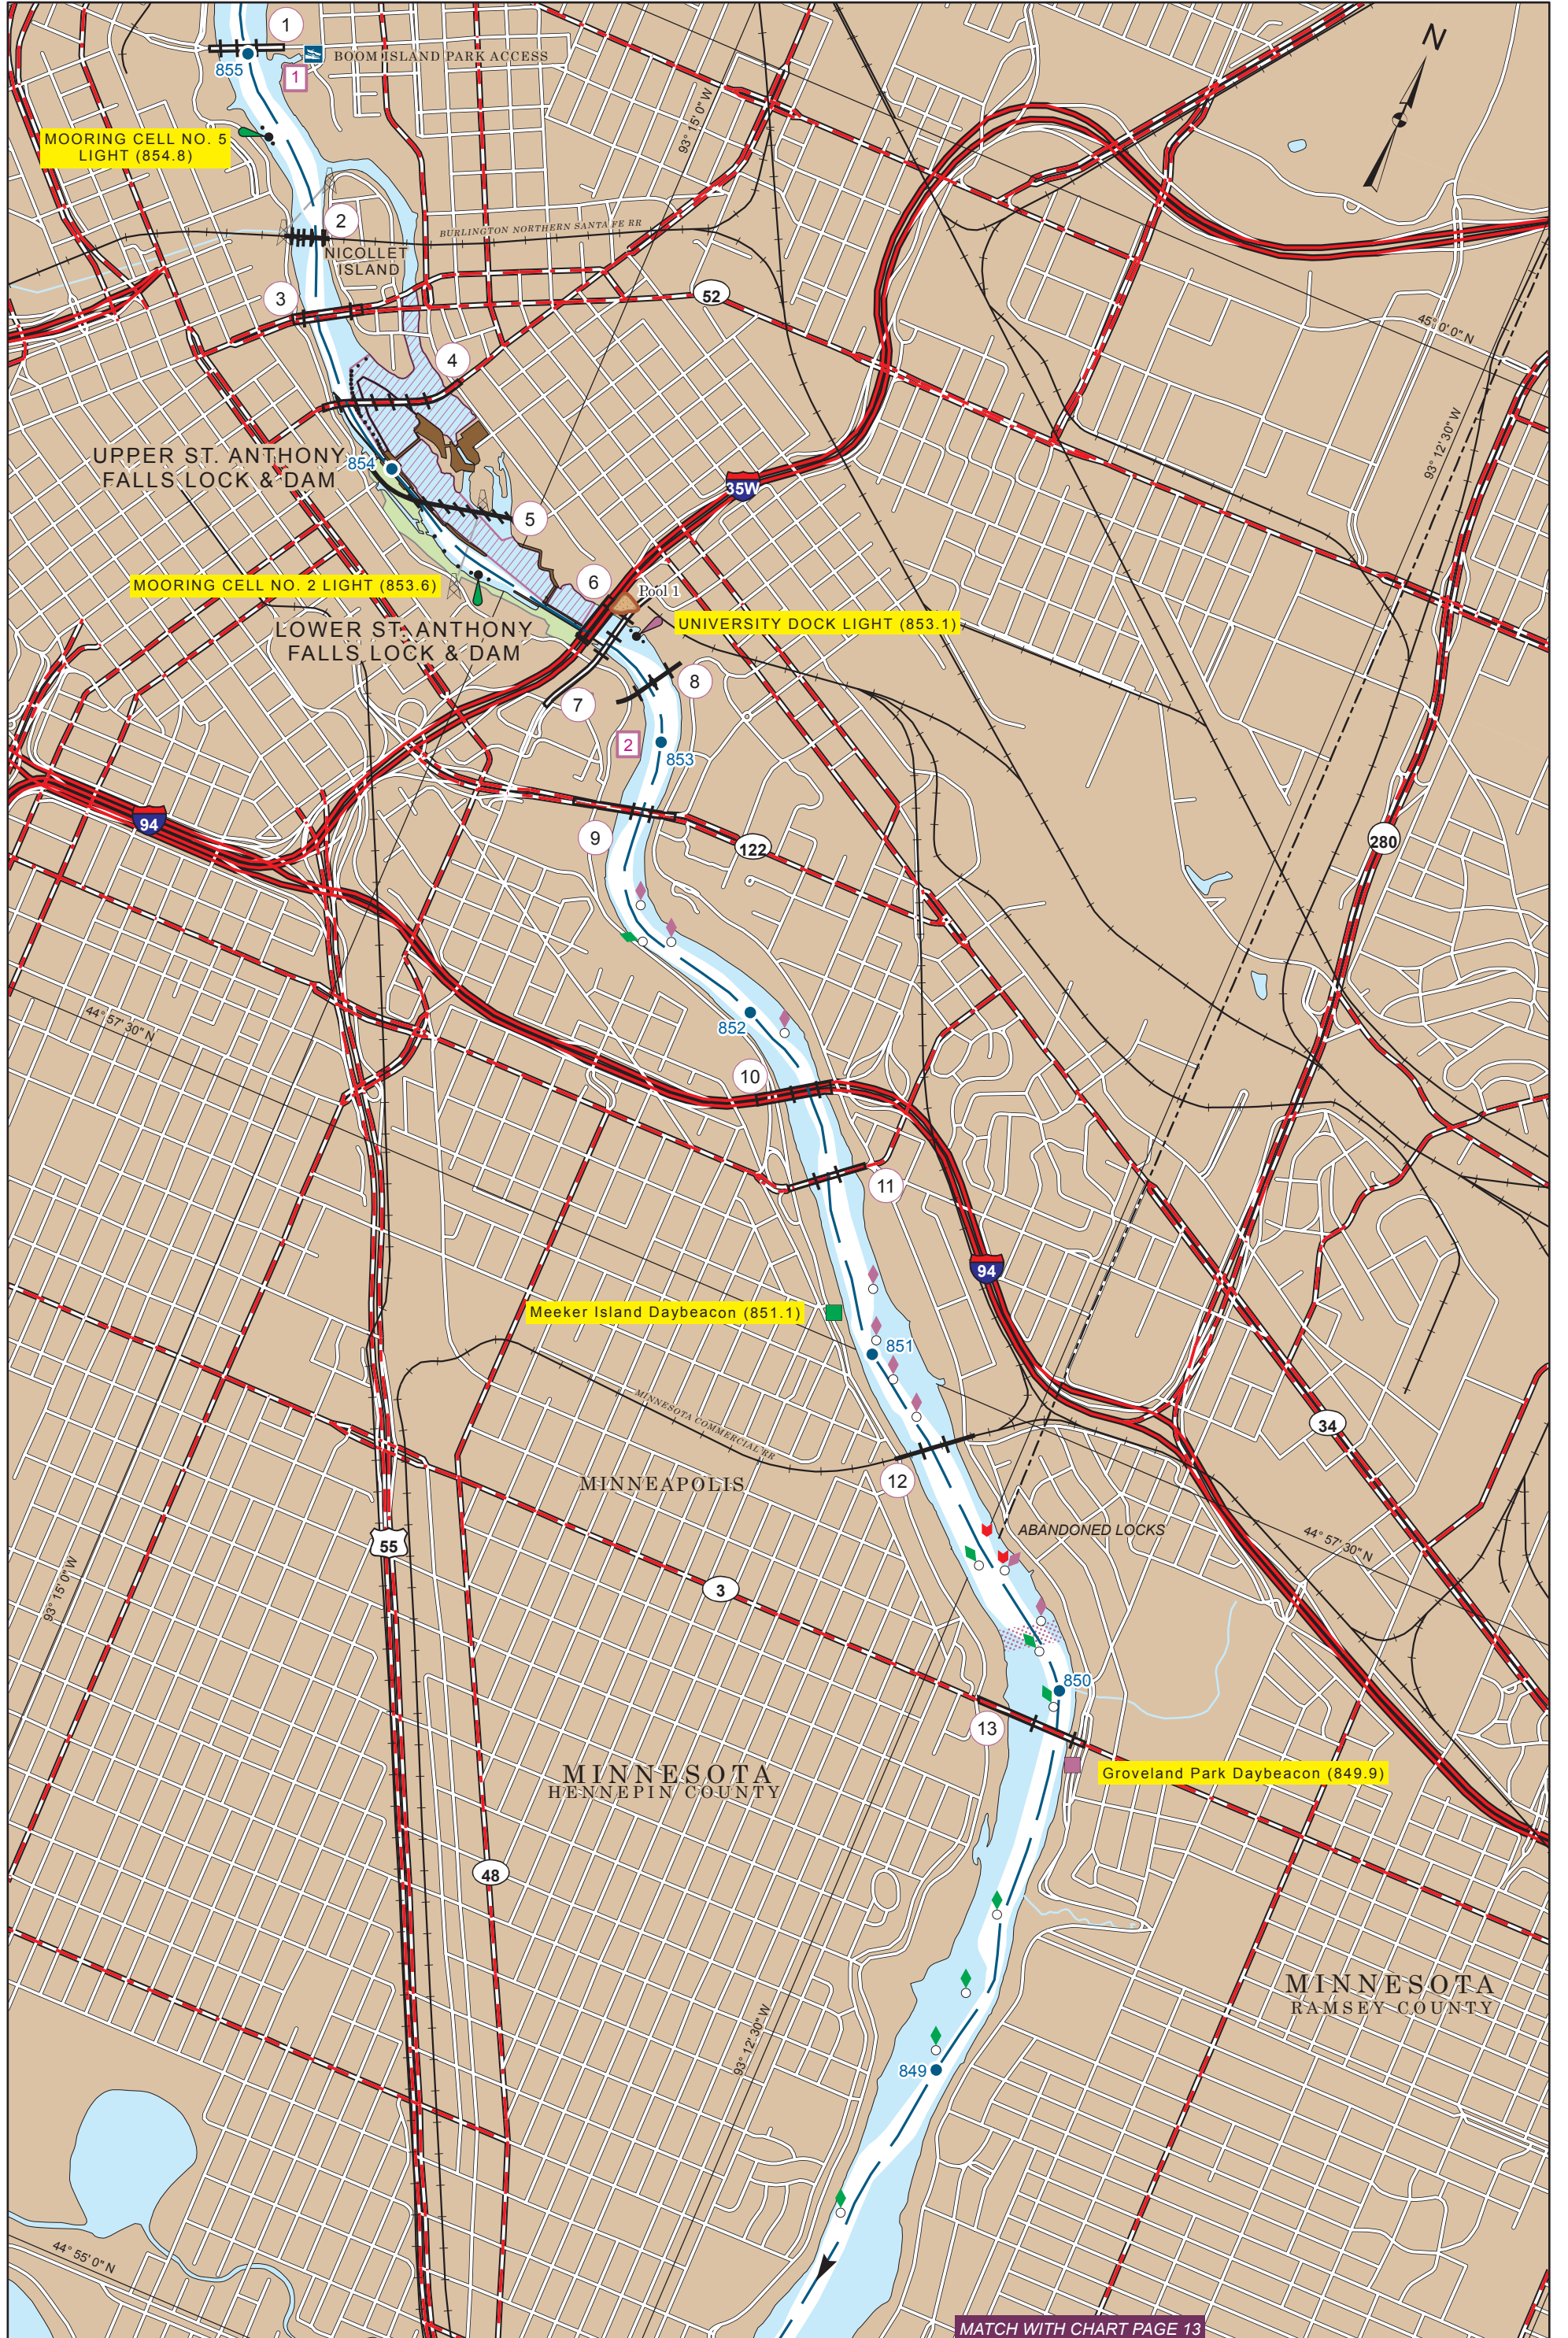 N
1
855
1
BOOM ISLAND PARK ACCESS
MOORING CELL NO. 5
LIGHT (854.8)
93° 15' 0" W
2
BURLINGTON NORTHERN SANTA FE RR
NICOLLET
ISLAND
3
52
45° 0' 0" N
4
UPPER ST. ANTHONY
FALLS LOCK & DAM
854
93° 12' 30" W
35W
5
MOORING CELL NO. 2 LIGHT (853.6)
6
Pool 1
UNIVERSITY DOCK LIGHT (853.1)
LOWER ST. ANTHONY
FALLS LOCK & DAM
8
7
2
853
94
9
122
280
44° 57' 30" N
852
10
11
94
Meeker Island Daybeacon (851.1)
851
MINNESOTA COMMERCIAL RR
34
12
MINNEAPOLIS
ABANDONED LOCKS
55
44° 57' 30" N
93° 15' 0" W
3
850
13
MINNESOTA
HENNEPIN COUNTY
Groveland Park Daybeacon (849.9)
48
MINNESOTA
RAMSEY COUNTY
93° 12' 30" W
849
44° 55' 0" N
MATCH WITH CHART PAGE 13